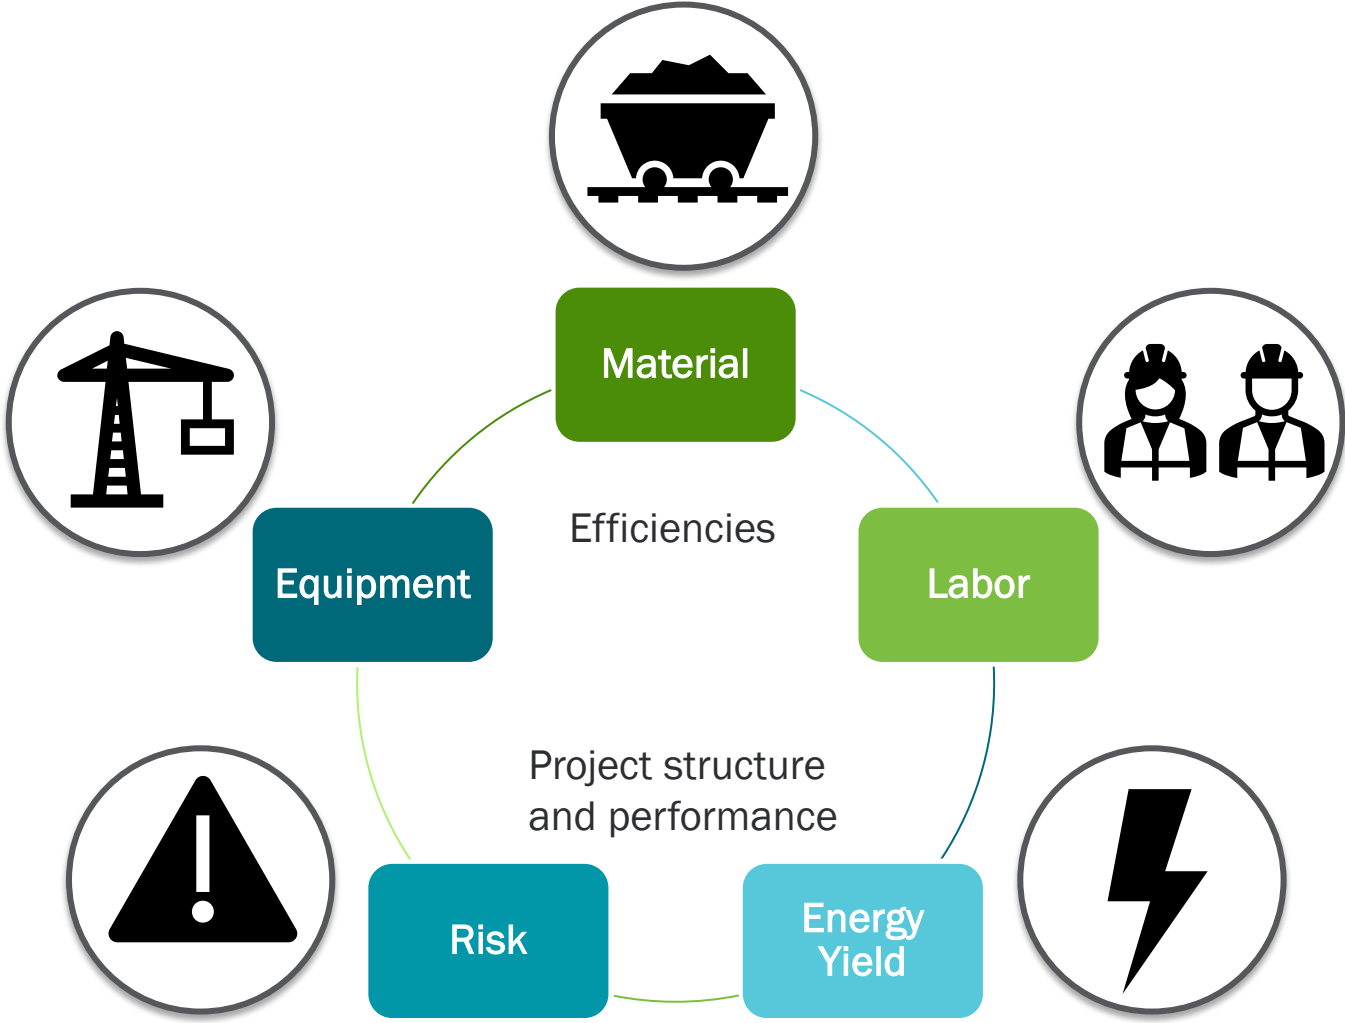 Material
Efficiencies
Equipment
Labor
Project structure
and performance
Risk
Energy
Yield